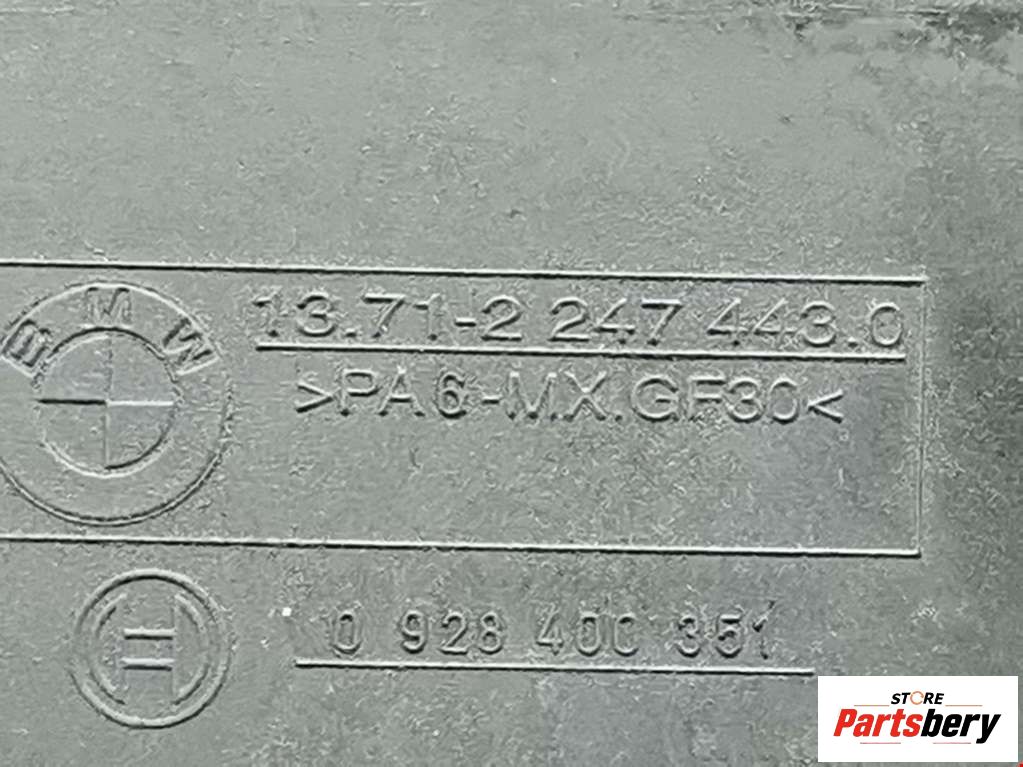 BMW
13.71-2 247 443.0
>PA6-MX.GF30<
0 928 400 351
STORE
Partsbery